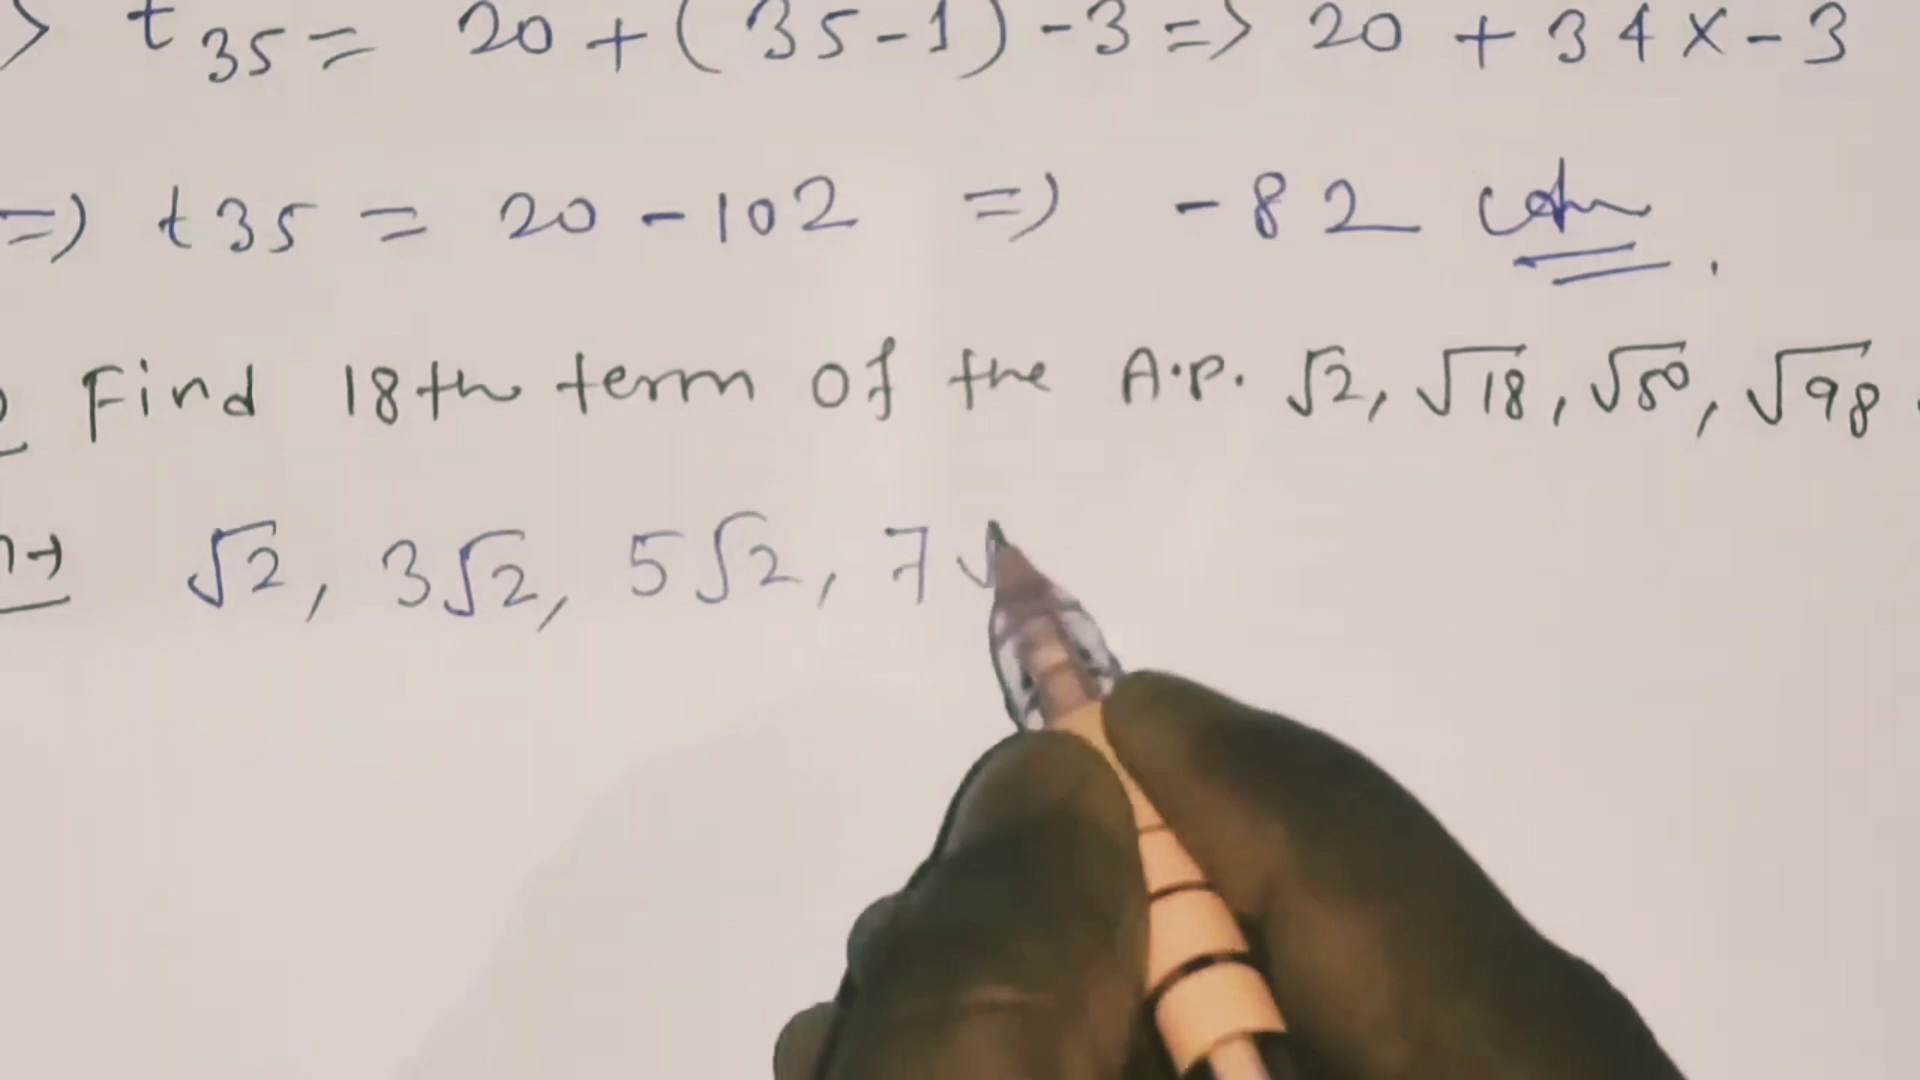 t35 = 20 + (35-1) -3 => 20 + 34 x -3
=> t35 = 20 - 102 => -82 Ans.
Find 18th term of the A.P. √2, √18, √50, √98.
√2, 3√2, 5√2, 7√